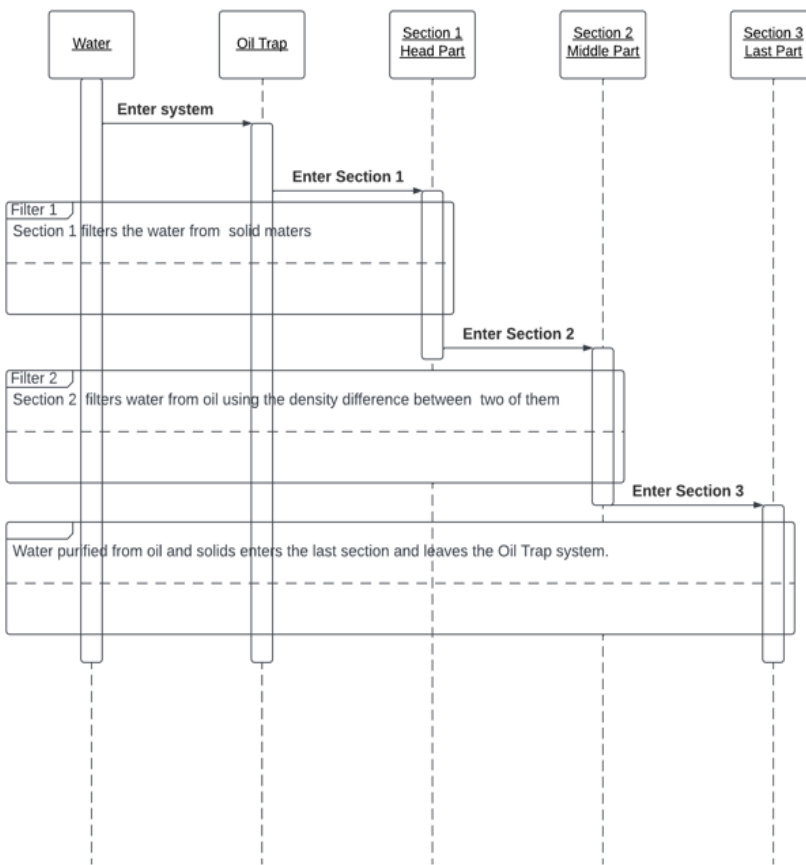 Water
Oil Trap
Section 1
Head Part
Section 2
Middle Part
Section 3
Last Part
Enter system
Enter Section 1
Filter 1
Section 1 filters the water from solid maters
Enter Section 2
Filter 2
Section 2 filters water from oil using the density difference between two of them
Enter Section 3
Water purified from oil and solids enters the last section and leaves the Oil Trap system.